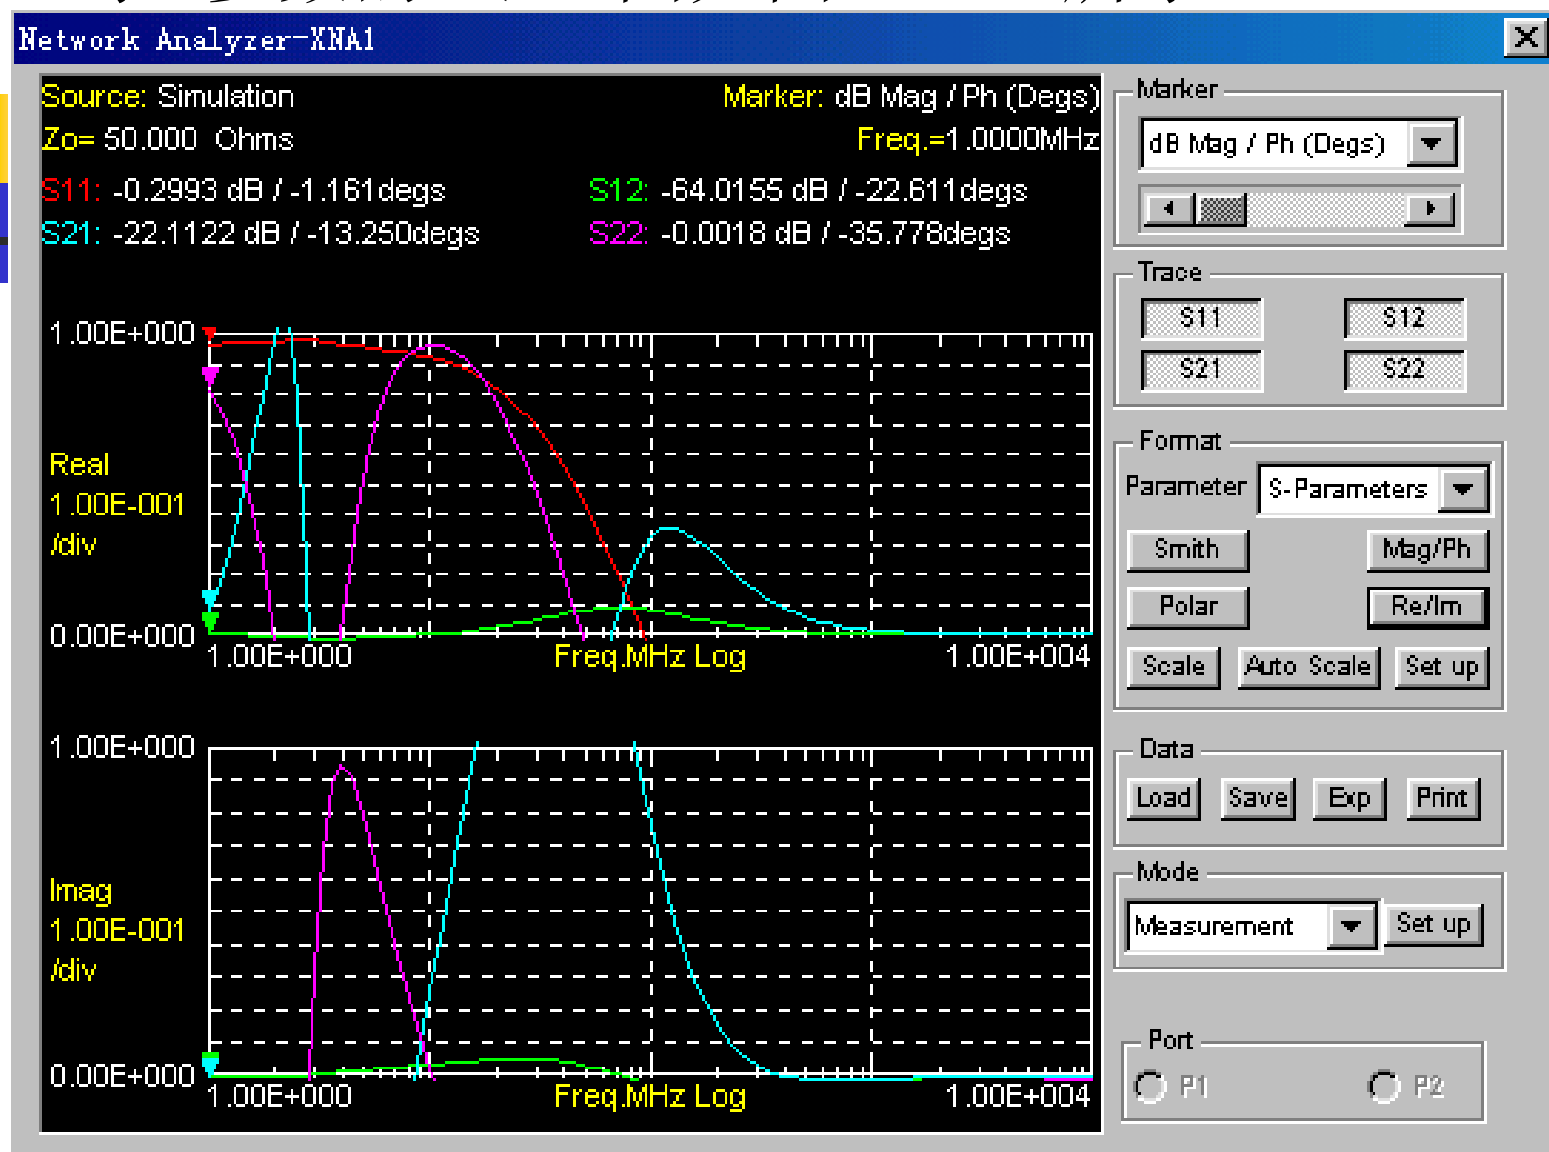 Network Analyzer-XNA1
Source: Simulation
Marker: dB Mag / Ph (Degs)
Zo= 50.000 Ohms
Freq.=1.0000MHz
S11: -0.2993 dB / -1.161degs
S12: -64.0155 dB / -22.611degs
S21: -22.1122 dB / -13.250degs
S22: -0.0018 dB / -35.778degs
1.00E+000
Real
1.00E-001
/div
0.00E+000
1.00E+000
Freq.MHz Log
1.00E+004
1.00E+000
Imag
1.00E-001
/div
0.00E+000
1.00E+000
Freq.MHz Log
1.00E+004
Marker
dB Mag / Ph (Degs)
Trace
S11
S12
S21
S22
Format
Parameter
S-Parameters
Smith
Mag/Ph
Polar
Re/Im
Scale
Auto Scale
Set up
Data
Load
Save
Exp
Print
Mode
Measurement
Set up
Port
P1
P2